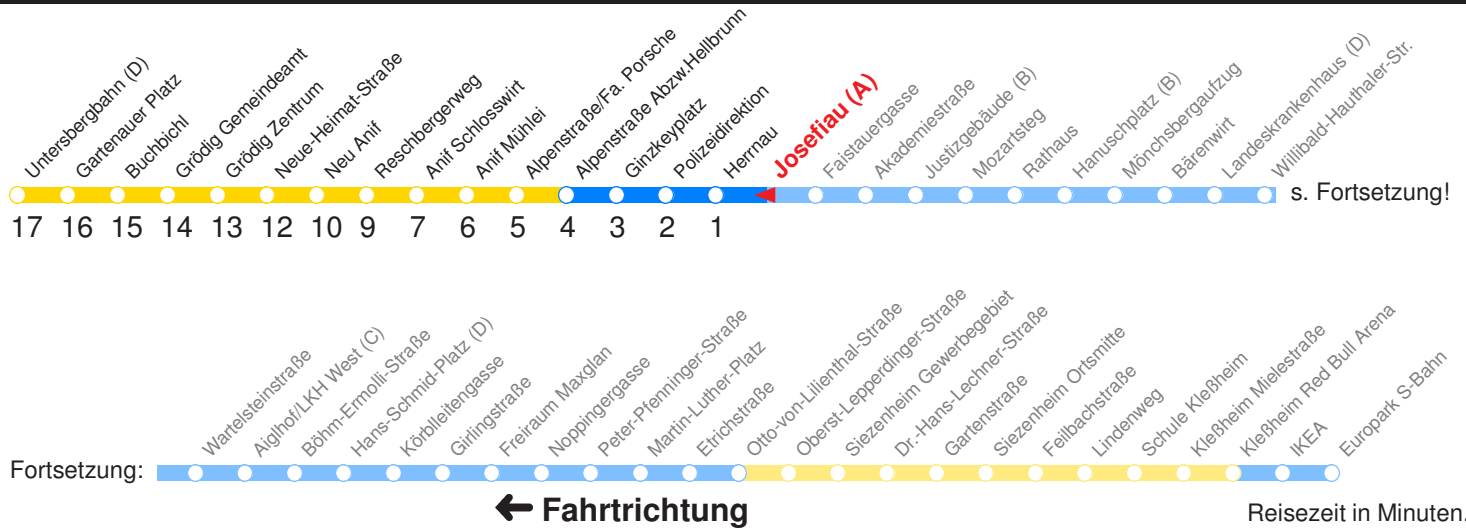 Untersbergbahn (D)
Gartenauer Platz
Buchbichl
Grödig Gemeindeamt
Grödig Zentrum
Neue-Heimat-Straße
Neu Anif
Reschbergerweg
Anif Schlosswirt
Anif Mühlei
Alpenstraße/Fa. Porsche
Alpenstraße Abzw.Hellbrunn
Ginzkeyplatz
Polizeidirektion
Herrnau
Josefiau (A)
Faistauergasse
Akademiestraße
Justizgebäude (B)
Mozartsteg
Rathaus
Hanuschplatz (B)
Mönchsbergaufzug
Bärenwirt
Landeskrankenhaus (D)
Willibald-Hauthaler-Str.
s. Fortsetzung!
17 16 15 14 13 12 10 9 7 6 5 4 3 2 1
Wartelsteinstraße
Aiglhof/LKH West (C)
Böhm-Ermolli-Straße
Hans-Schmid-Platz (D)
Körbleitengasse
Girlingstraße
Freiraum Maxglan
Noppingergasse
Peter-Pfenninger-Straße
Martin-Luther-Platz
Etrichstraße
Otto-von-Lilienthal-Straße
Oberst-Lepperdinger-Straße
Siezenheim Gewerbegebiet
Dr.-Hans-Lechner-Straße
Gartenstraße
Siezenheim Ortsmitte
Feilbachstraße
Lindenweg
Schule Kleßheim
Kleßheim Mielestraße
Kleßheim Red Bull Arena
IKEA
Europark S-Bahn
Fortsetzung:
Fahrtrichtung
Reisezeit in Minuten.